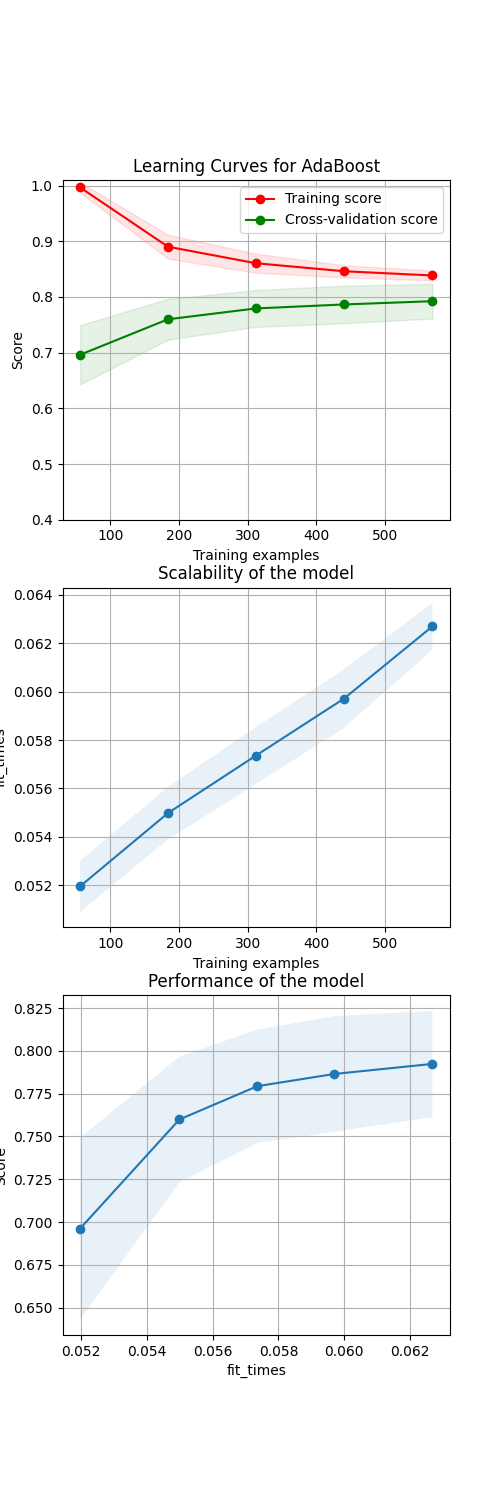 Learning Curves for AdaBoost
1.0
0.9
0.8
0.7
0.6
0.5
0.4
Score
Training score
Cross-validation score
100 200 300 400 500
Training examples
Scalability of the model
0.064
0.062
0.060
0.058
0.056
0.054
0.052
100 200 300 400 500
Training examples
Performance of the model
0.825
0.800
0.775
0.750
0.725
0.700
0.675
0.650
0.052 0.054 0.056 0.058 0.060 0.062
fit_times